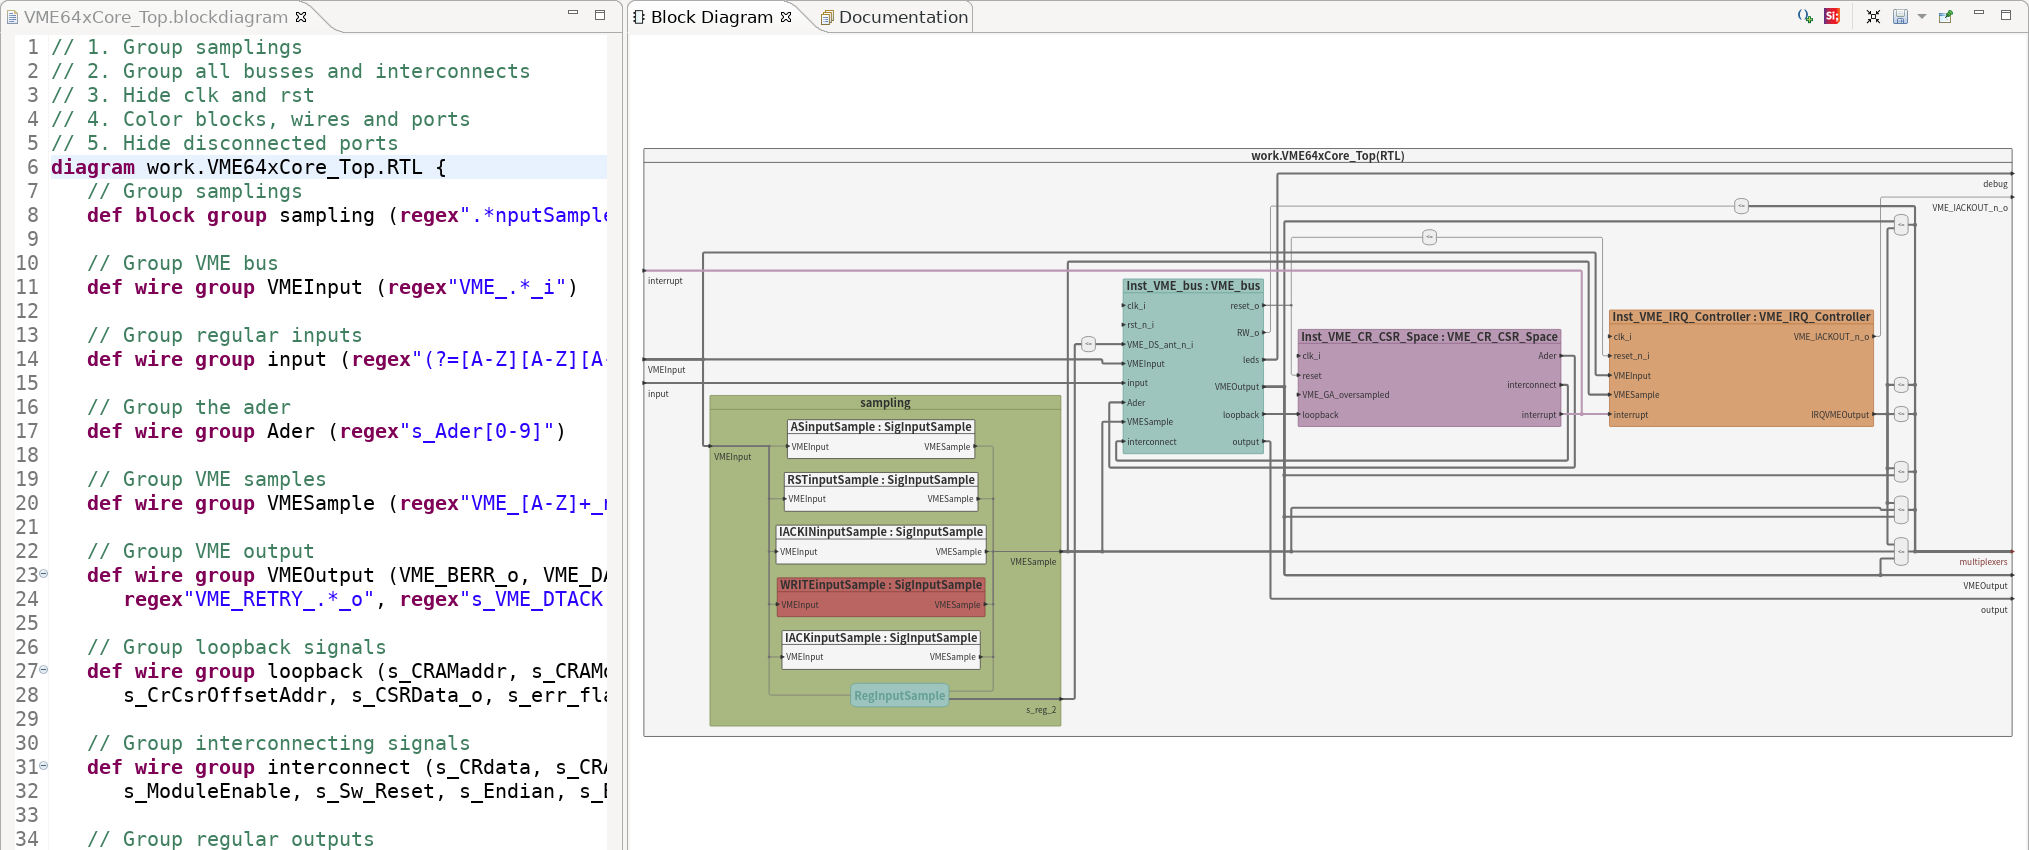 VME64xCore_Top.blockdiagram
1 // 1. Group samplings
2 // 2. Group all busses and interconnects
3 // 3. Hide clk and rst
4 // 4. Color blocks, wires and ports
5 // 5. Hide disconnected ports
6 diagram work.VME64xCore_Top.RTL {
7 // Group samplings
8 def block group sampling (regex".*nputSample
9
10 // Group VME bus
11 def wire group VMEInput (regex"VME_.*_i")
12
13 // Group regular inputs
14 def wire group input (regex"(?=[A-Z][A-Z][A-
15
16 // Group the ader
17 def wire group Ader (regex"s_Ader[0-9]")
18
19 // Group VME samples
20 def wire group VMESample (regex"VME_[A-Z]+_
21
22 // Group VME output
23 def wire group VMEOutput (VME_BERR_o, VME_DA
24 regex"VME_RETRY_.*_o", regex"s_VME_DTACK
25
26 // Group loopback signals
27 def wire group loopback (s_CRAMaddr, s_CRAM
28 s_CrCsrOffsetAddr, s_CSRData_o, s_err_fla
29
30 // Group interconnecting signals
31 def wire group interconnect (s_CRdata, s_CRA
32 s_ModuleEnable, s_Sw_Reset, s_Endian, s_
33
34 // Group regular outputs
Block Diagram
Documentation
Si;
work.VME64xCore_Top(RTL)
debug
VME_IACKOUT_n_o
interrupt
VMEInput
input
multiplexers
VMEOutput
output
sampling
VMEInput
ASinputSample : SigInputSample
VMEInput VMESample
RSTinputSample : SigInputSample
VMEInput VMESample
IACKINinputSample : SigInputSample
VMEInput VMESample
VMESample
WRITEinputSample : SigInputSample
VMEInput VMESample
IACKinputSample : SigInputSample
VMEInput VMESample
RegInputSample
s_reg_2
Inst_VME_bus : VME_bus
clk_i reset_o
rst_n_i RW_o
VME_DS_ant_n_i
VMEInput leds
input VMEOutput
Ader loopback
VMESample
interconnect output
Inst_VME_CR_CSR_Space : VME_CR_CSR_Space
clk_i Ader
reset interconnect
VME_GA_oversampled
loopback interrupt
Inst_VME_IRQ_Controller : VME_IRQ_Controller
clk_i VME_IACKOUT_n_o
reset_n_i
VMEInput
VMESample
interrupt IRQVMEOutput
<=
<=
<=
<=
<=
<=
<=
<=
<=